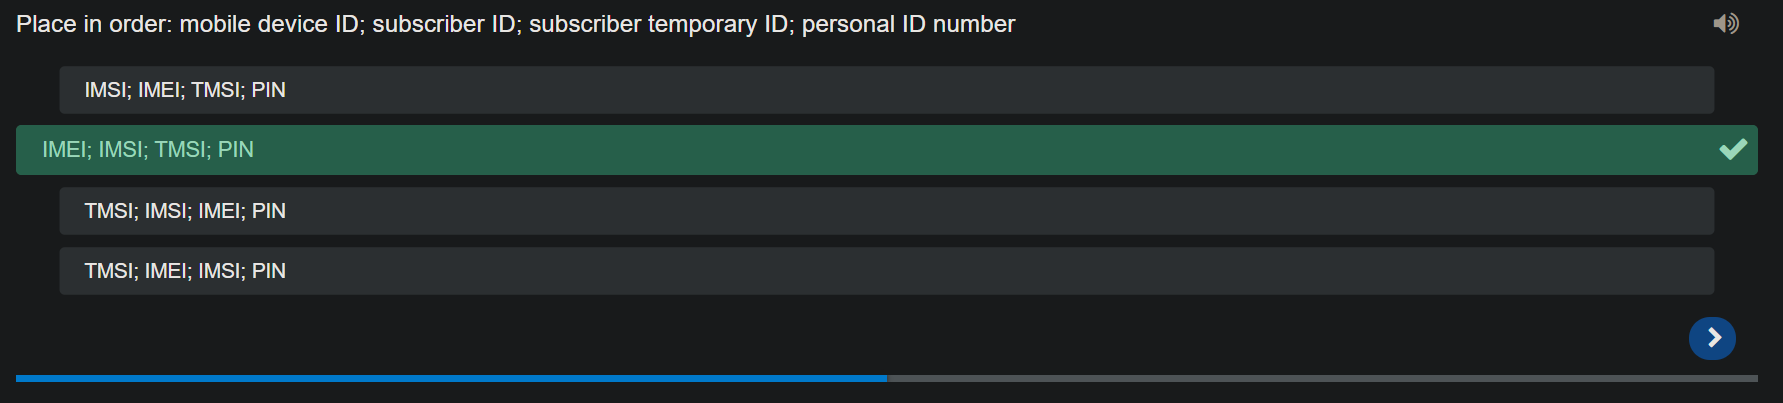 Place in order: mobile device ID; subscriber ID; subscriber temporary ID; personal ID number
IMSI; IMEI; TMSI; PIN
IMEI; IMSI; TMSI; PIN
TMSI; IMSI; IMEI; PIN
TMSI; IMEI; IMSI; PIN